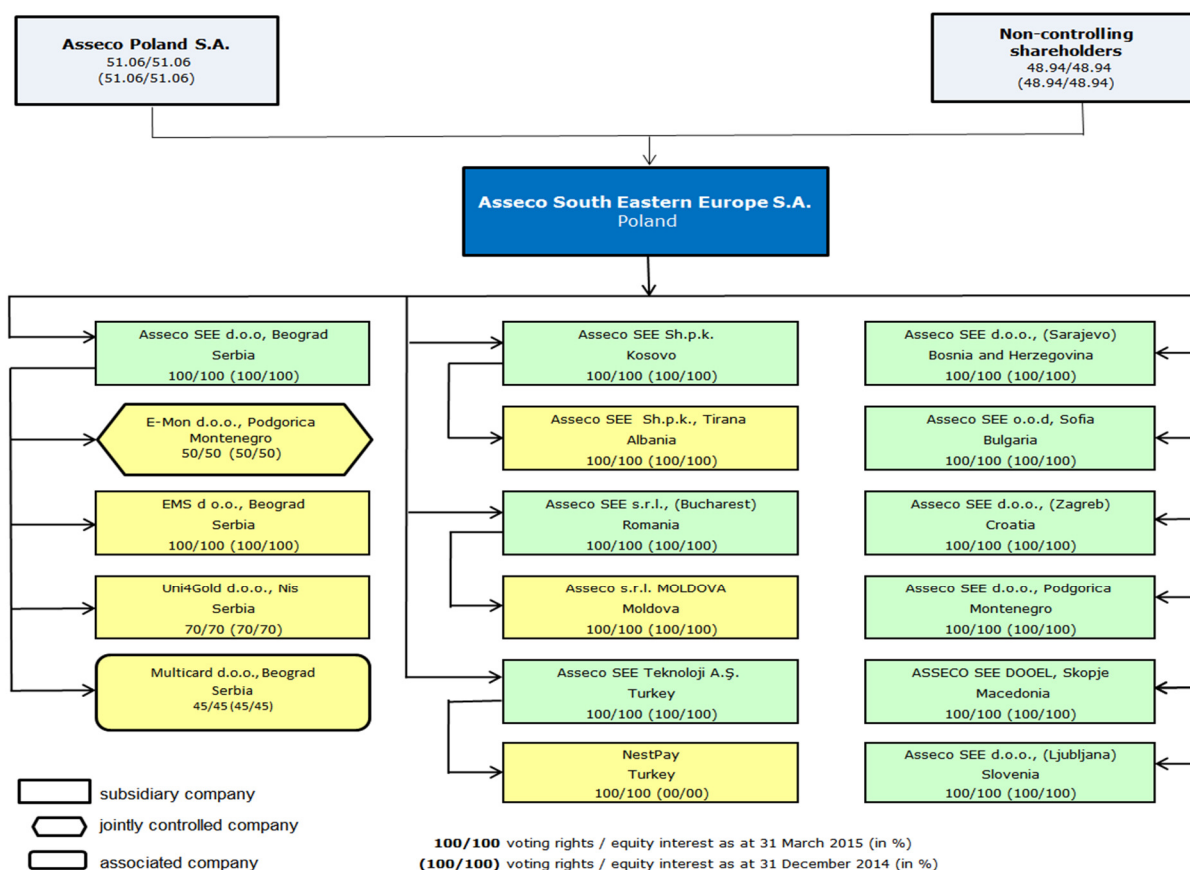 Asseco Poland S.A.
51.06/51.06
(51.06/51.06)
Non-controlling
shareholders
48.94/48.94
(48.94/48.94)
Asseco South Eastern Europe S.A.
Poland
Asseco SEE d.o.o, Beograd
Serbia
100/100 (100/100)
E-Mon d.o.o., Podgorica
Montenegro
50/50 (50/50)
EMS d o.o., Beograd
Serbia
100/100 (100/100)
Uni4Gold d.o.o., Nis
Serbia
70/70 (70/70)
Multicard d.o.o., Beograd
Serbia
45/45 (45/45)
Asseco SEE Sh.p.k.
Kosovo
100/100 (100/100)
Asseco SEE Sh.p.k., Tirana
Albania
100/100 (100/100)
Asseco SEE s.r.l., (Bucharest)
Romania
100/100 (100/100)
Asseco s.r.l. MOLDOVA
Moldova
100/100 (100/100)
Asseco SEE Teknoloji A.Ş.
Turkey
100/100 (100/100)
NestPay
Turkey
100/100 (00/00)
Asseco SEE d.o.o., (Sarajevo)
Bosnia and Herzegovina
100/100 (100/100)
Asseco SEE o.o.d, Sofia
Bulgaria
100/100 (100/100)
Asseco SEE d.o.o., (Zagreb)
Croatia
100/100 (100/100)
Asseco SEE d.o.o., Podgorica
Montenegro
100/100 (100/100)
ASSECO SEE DOOEL, Skopje
Macedonia
100/100 (100/100)
Asseco SEE d.o.o., (Ljubljana)
Slovenia
100/100 (100/100)
subsidiary company
jointly controlled company
associated company
100/100 voting rights / equity interest as at 31 March 2015 (in %)
(100/100) voting rights / equity interest as at 31 December 2014 (in %)